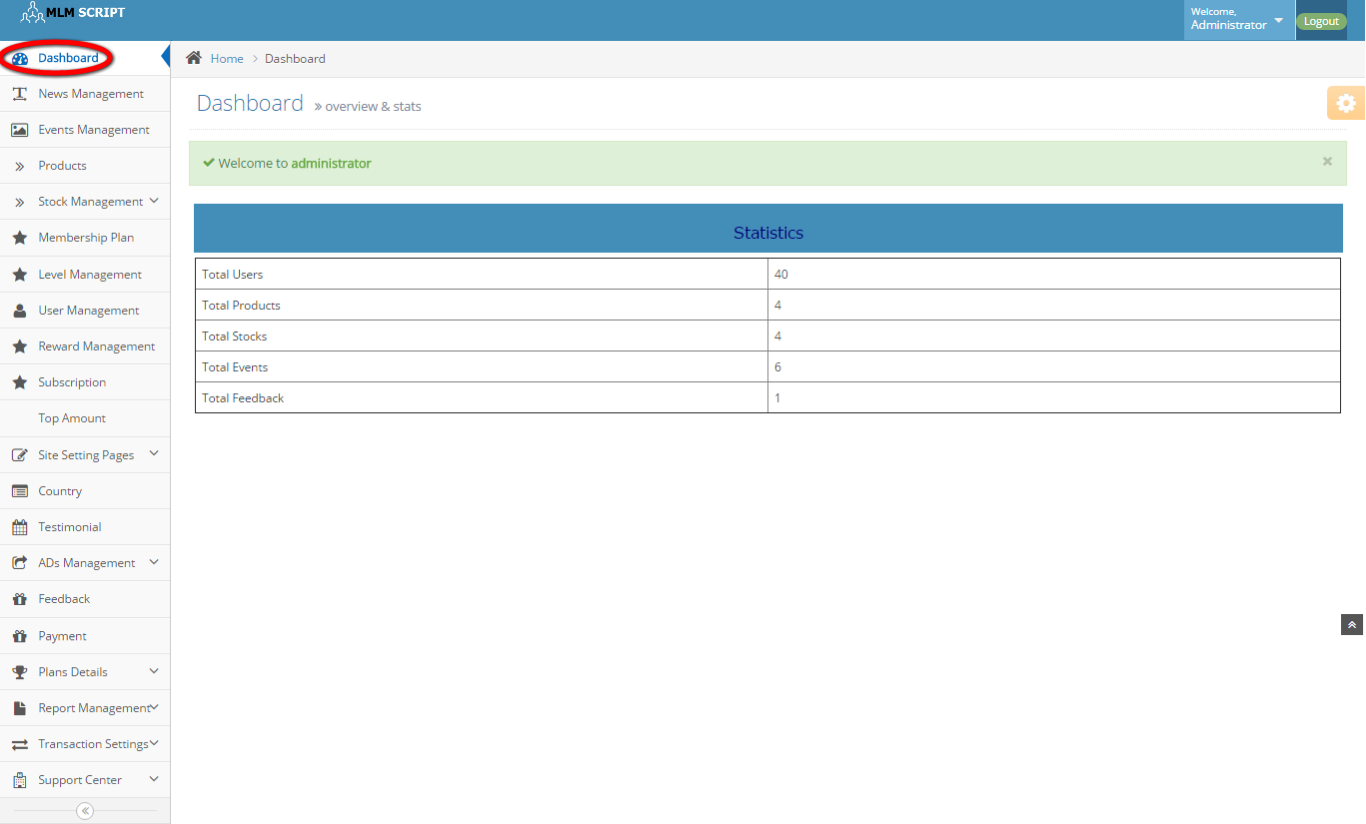 MLM SCRIPT
Welcome,
Administrator
Logout
Dashboard
News Management
Events Management
Products
Stock Management
Membership Plan
Level Management
User Management
Reward Management
Subscription
Top Amount
Site Setting Pages
Country
Testimonial
ADs Management
Feedback
Payment
Plans Details
Report Management
Transaction Settings
Support Center
Home > Dashboard
Dashboard » overview & stats
Welcome to administrator ×
Statistics
Total Users 40
Total Products 4
Total Stocks 4
Total Events 6
Total Feedback 1